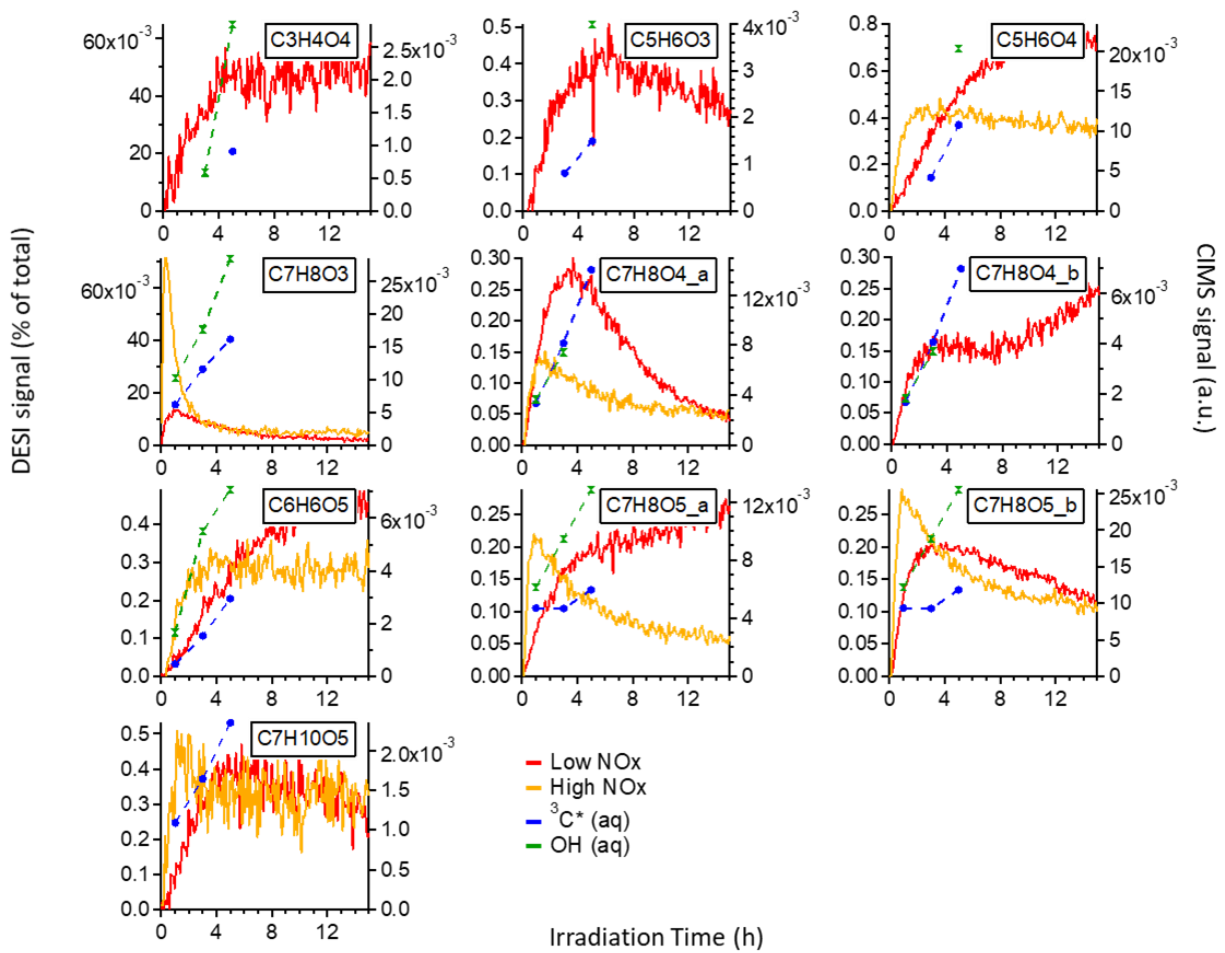 DESI signal (% of total)
CIMS signal (a.u.)
C3H4O4
60x10⁻³
40
20
0
2.5x10⁻³
2.0
1.5
1.0
0.5
0.0
0 4 8 12
C5H6O3
0.5
0.4
0.3
0.2
0.1
0.0
4x10⁻³
3
2
1
0
0 4 8 12
C5H6O4
0.8
0.6
0.4
0.2
0.0
20x10⁻³
15
10
5
0
0 4 8 12
C7H8O3
60x10⁻³
40
20
0
25x10⁻³
20
15
10
5
0
0 4 8 12
C7H8O4_a
0.30
0.25
0.20
0.15
0.10
0.05
0.00
12x10⁻³
8
4
0
0 4 8 12
C7H8O4_b
0.30
0.25
0.20
0.15
0.10
0.05
0.00
6x10⁻³
4
2
0
0 4 8 12
C6H6O5
0.4
0.3
0.2
0.1
0.0
6x10⁻³
4
2
0
0 4 8 12
C7H8O5_a
0.25
0.20
0.15
0.10
0.05
0.00
12x10⁻³
10
8
6
4
2
0
0 4 8 12
C7H8O5_b
0.25
0.20
0.15
0.10
0.05
0.00
25x10⁻³
20
15
10
5
0
0 4 8 12
C7H10O5
0.5
0.4
0.3
0.2
0.1
0.0
2.0x10⁻³
1.5
1.0
0.5
0.0
0 4 8 12
Low NOx
High NOx
³C* (aq)
OH (aq)
Irradiation Time (h)